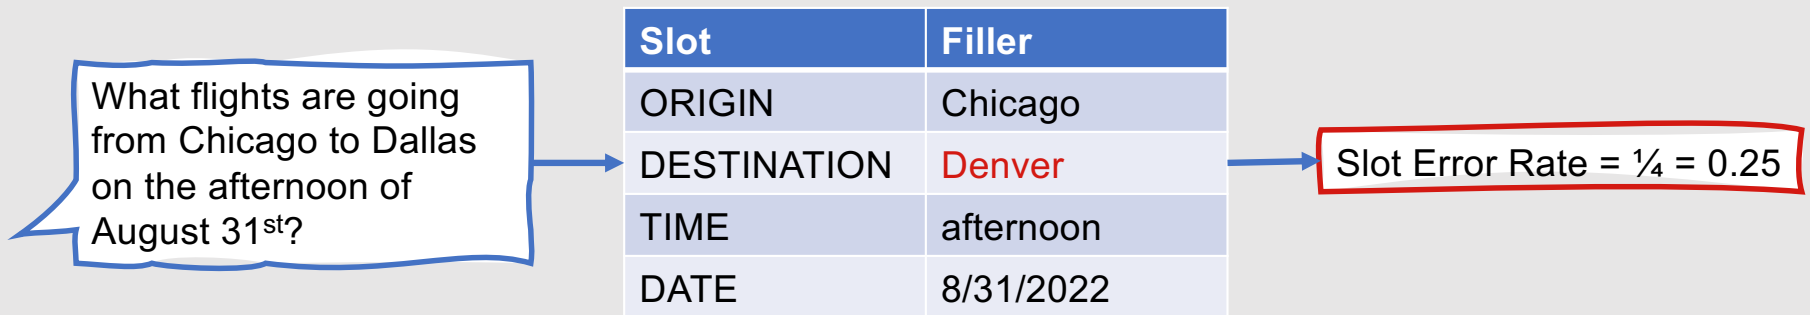 What flights are going
from Chicago to Dallas
on the afternoon of
August 31st?
Slot Filler
ORIGIN Chicago
DESTINATION Denver
TIME afternoon
DATE 8/31/2022
Slot Error Rate = ¼ = 0.25